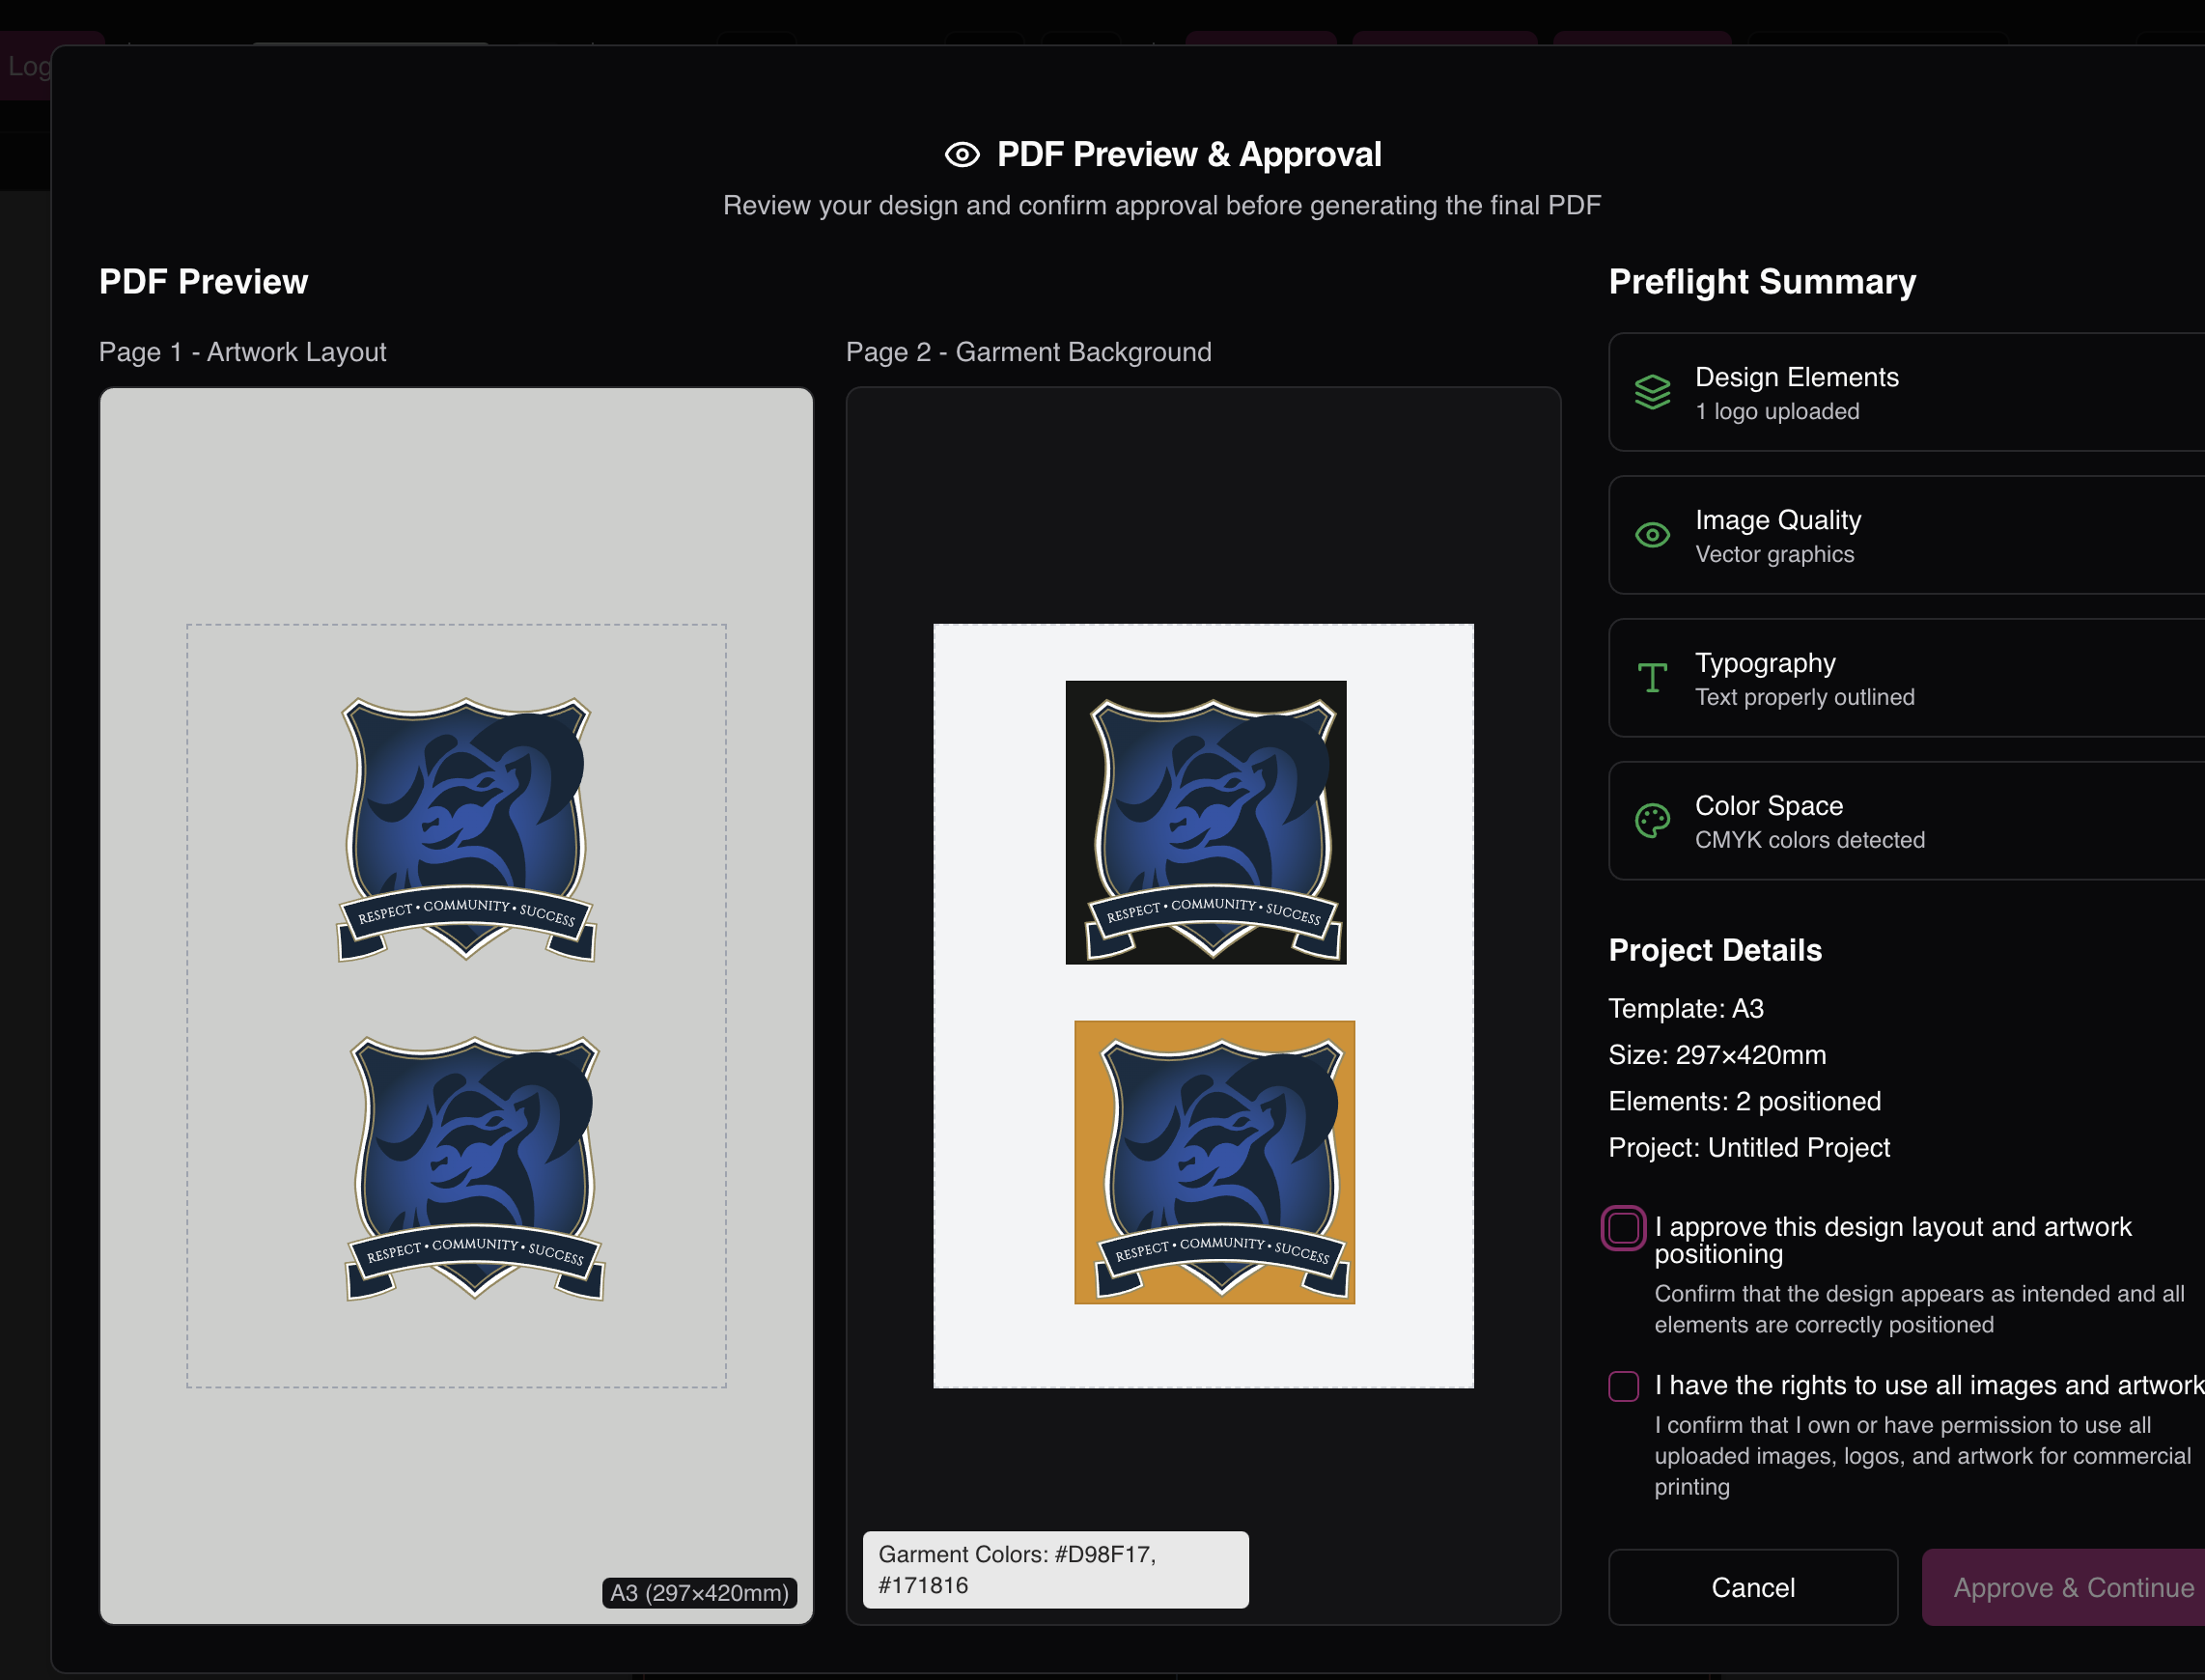 Log
PDF Preview & Approval
Review your design and confirm approval before generating the final PDF
PDF Preview
Page 1 - Artwork Layout
RESPECT • COMMUNITY • SUCCESS
RESPECT • COMMUNITY • SUCCESS
A3 (297×420mm)
Page 2 - Garment Background
RESPECT • COMMUNITY • SUCCESS
RESPECT • COMMUNITY • SUCCESS
Garment Colors: #D98F17,
#171816
Preflight Summary
Design Elements
1 logo uploaded
Image Quality
Vector graphics
Typography
Text properly outlined
Color Space
CMYK colors detected
Project Details
Template: A3
Size: 297×420mm
Elements: 2 positioned
Project: Untitled Project
I approve this design layout and artwork
positioning
Confirm that the design appears as intended and all
elements are correctly positioned
I have the rights to use all images and artwork
I confirm that I own or have permission to use all
uploaded images, logos, and artwork for commercial
printing
Cancel
Approve & Continue